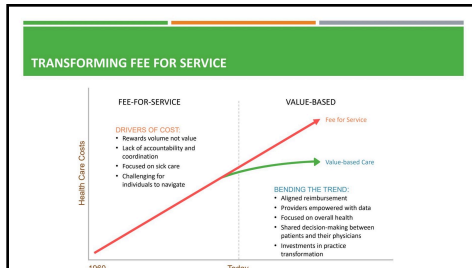 TRANSFORMING FEE FOR SERVICE
FEE-FOR-SERVICE
VALUE-BASED
DRIVERS OF COST:
• Rewards volume not value
• Lack of accountability and
coordination
• Focused on sick care
• Challenging for
individuals to navigate
Fee for Service
Value-based Care
BENDING THE TREND:
• Aligned reimbursement
• Providers empowered with data
• Focused on overall health
• Shared decision-making between
patients and their physicians
• Investments in practice
transformation
Health Care Costs
1960
Today